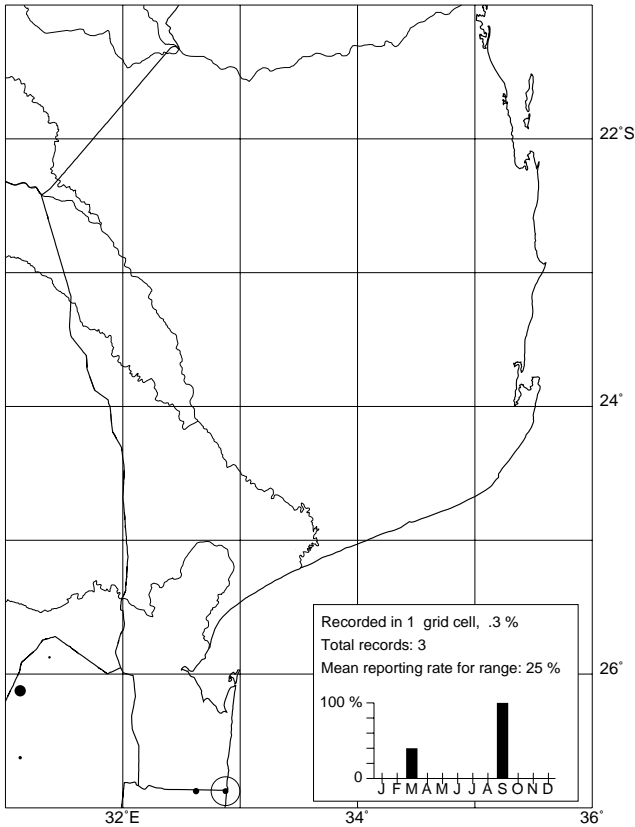 22˚S
24˚
Recorded in 1 grid cell, .3 %
Total records: 3
Mean reporting rate for range: 25 %
26˚
100 %
0
J F M A M J J A S O N D
32˚E
34˚
36˚